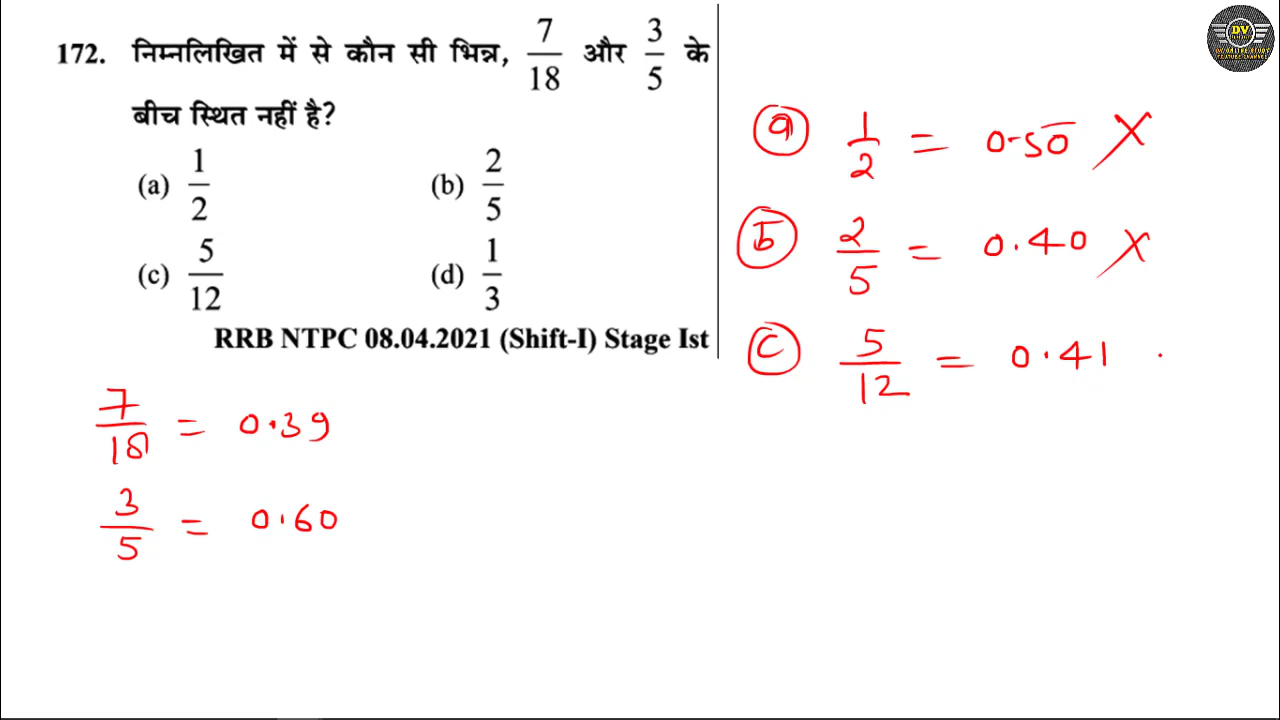 172. निम्नलिखित में से कौन सी भिन्न, 7/18 और 3/5 के
बीच स्थित नहीं है?
(a) 1/2 (b) 2/5
(c) 5/12 (d) 1/3
RRB NTPC 08.04.2021 (Shift-I) Stage Ist
7/18 = 0.39
3/5 = 0.60
(a) 1/2 = 0.50 X
(b) 2/5 = 0.40 X
(c) 5/12 = 0.41
DV